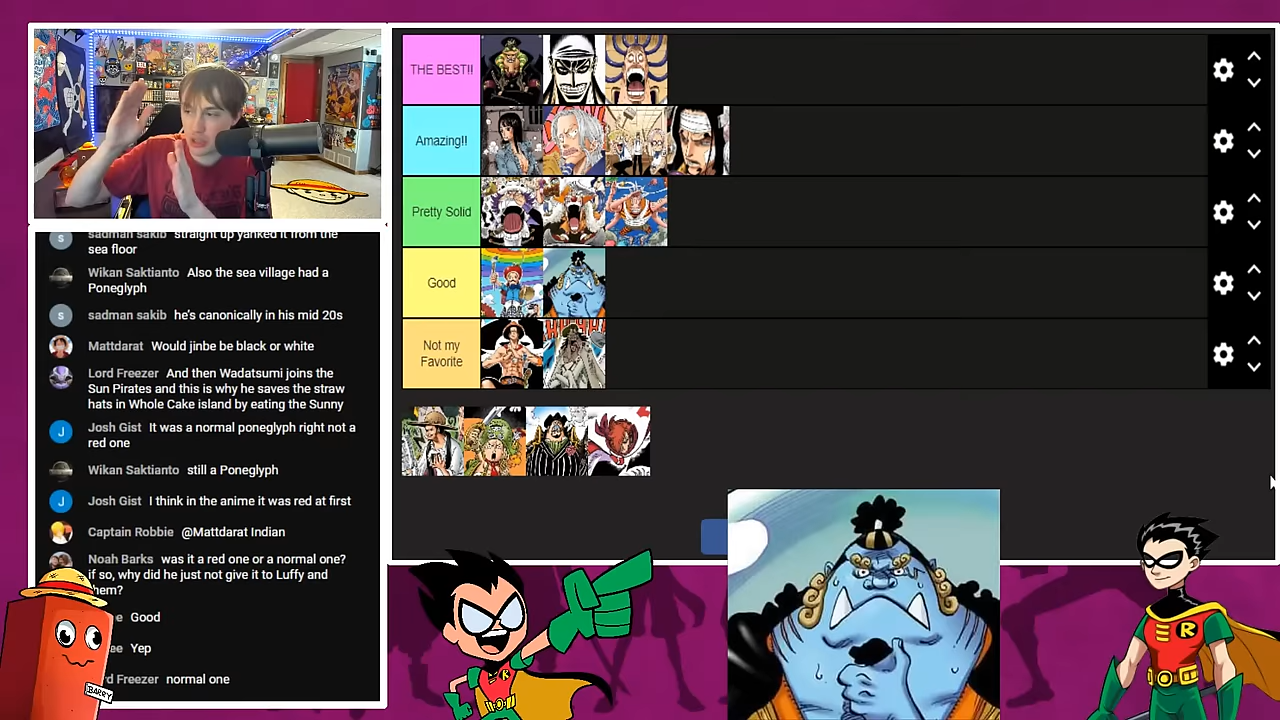 sadman sakib straight up yanked it from the
sea floor
Wikan Saktianto Also the sea village had a
Poneglyph
S sadman sakib he's canonically in his mid 20s
Mattdarat Would jinbe be black or white
Lord Freezer And then Wadatsumi joins the
Sun Pirates and this is why he saves the straw
hats in Whole Cake island by eating the Sunny
J Josh Gist It was a normal poneglyph right not a
red one
Wikan Saktianto still a Poneglyph
J Josh Gist I think in the anime it was red at first
Captain Robbie @Mattdarat Indian
Noah Barks was it a red one or a normal one?
if so, why did he just not give it to Luffy and
them?
Good
Yep
Freezer normal one
BARRY
THE BEST!!
Amazing!!
Pretty Solid
Good
Not my
Favorite
R
R